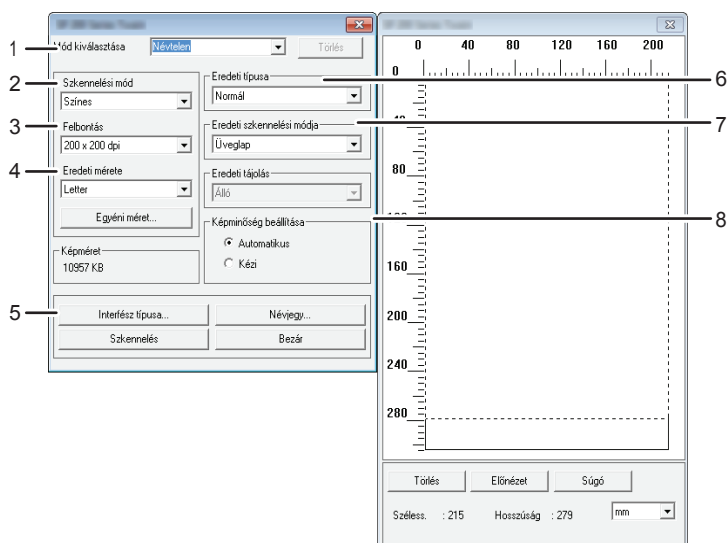 1
Mód kiválasztása
Névtelen
Törlés
2
Szkennelési mód
Színes
3
Felbontás
200 x 200 dpi
4
Eredeti mérete
Letter
Egyéni méret...
Képméret
10957 KB
Eredeti típusa
6
Normál
Eredeti szkennelési módja
7
Üveglap
Eredeti tájolás
Álló
Képminőség beállítása
8
Automatikus
Kézi
5
Interfész típusa...
Névjegy...
Szkennelés
Bezár
0 40 80 120 160 200
0
80
160
200
240
280
Törlés
Előnézet
Súgó
Széless. : 215
Hosszúság : 279
mm